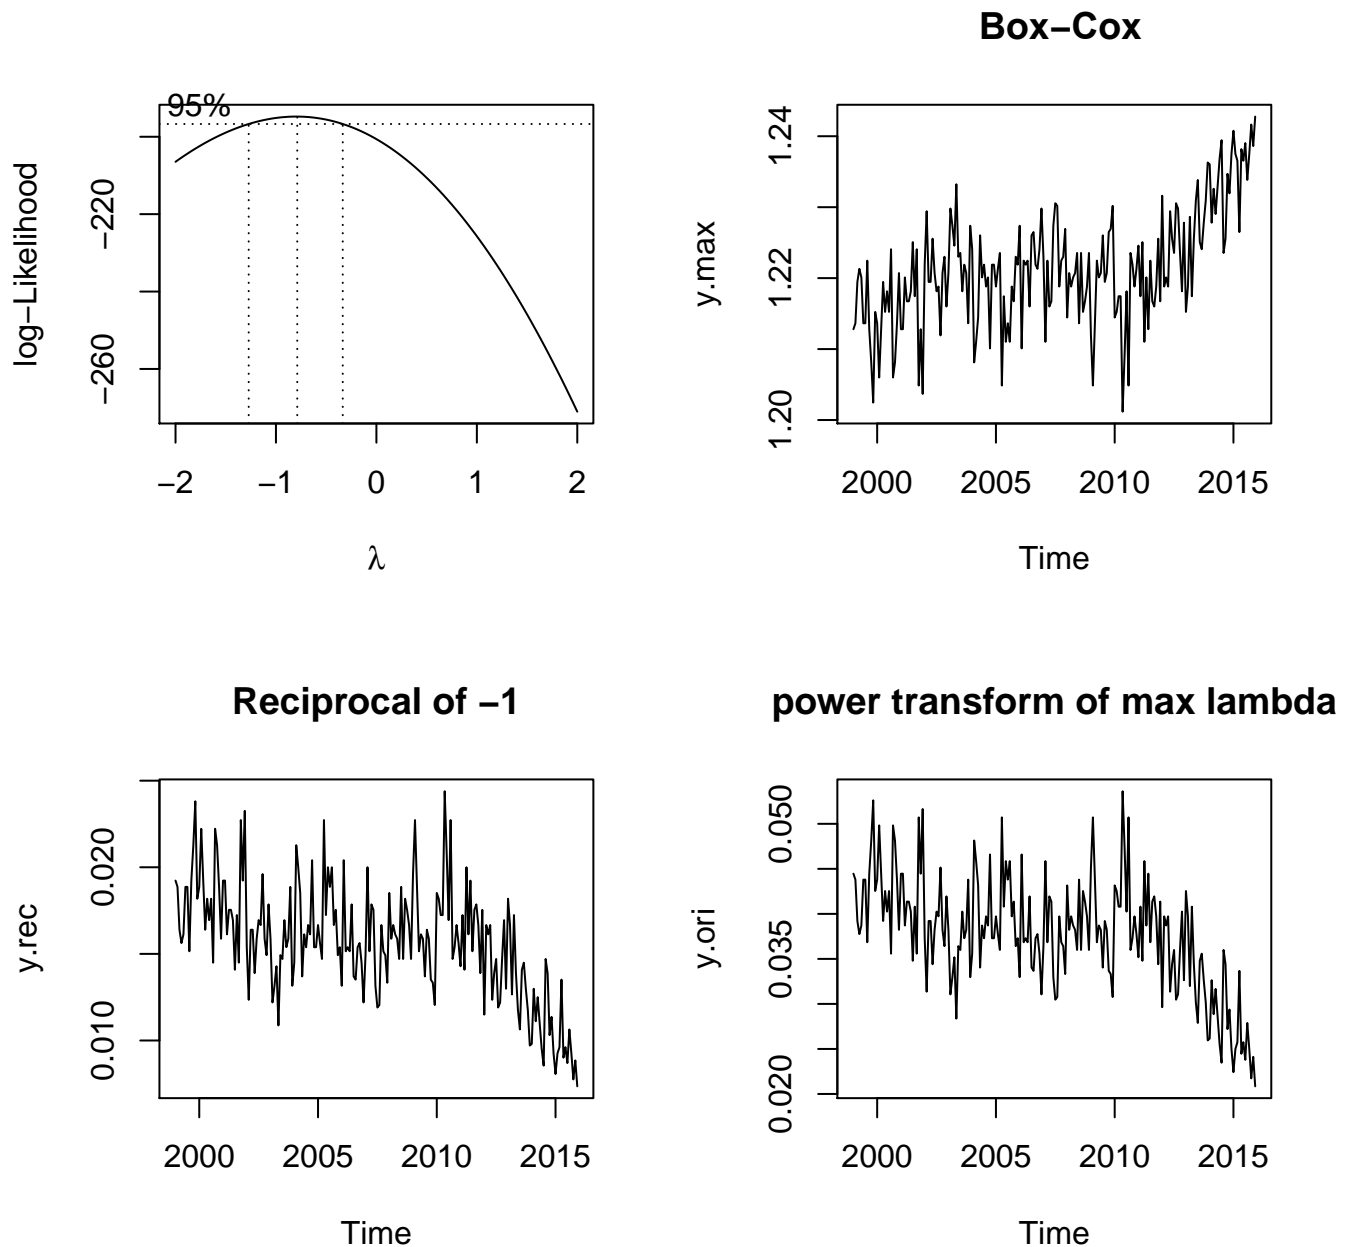 95%
log−Likelihood
−220
−260
−2 −1 0 1 2
λ
Box−Cox
y.max
1.24
1.22
1.20
2000 2005 2010 2015
Time
Reciprocal of −1
y.rec
0.020
0.010
2000 2005 2010 2015
Time
power transform of max lambda
y.ori
0.050
0.035
0.020
2000 2005 2010 2015
Time